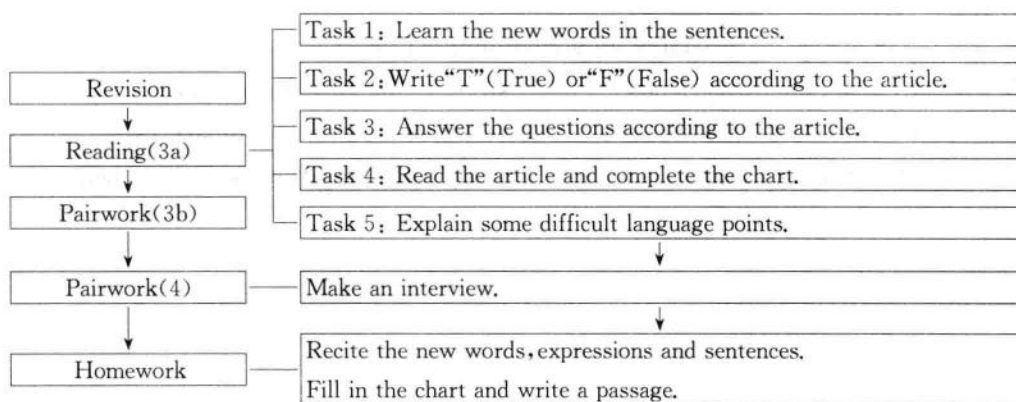 Task 1: Learn the new words in the sentences.
Revision
Task 2:Write“T”(True) or“F”(False) according to the article.
Reading(3a)
Task 3: Answer the questions according to the article.
Task 4: Read the article and complete the chart.
Pairwork(3b)
Task 5: Explain some difficult language points.
Pairwork(4)
Make an interview.
Homework
Recite the new words,expressions and sentences.
Fill in the chart and write a passage.